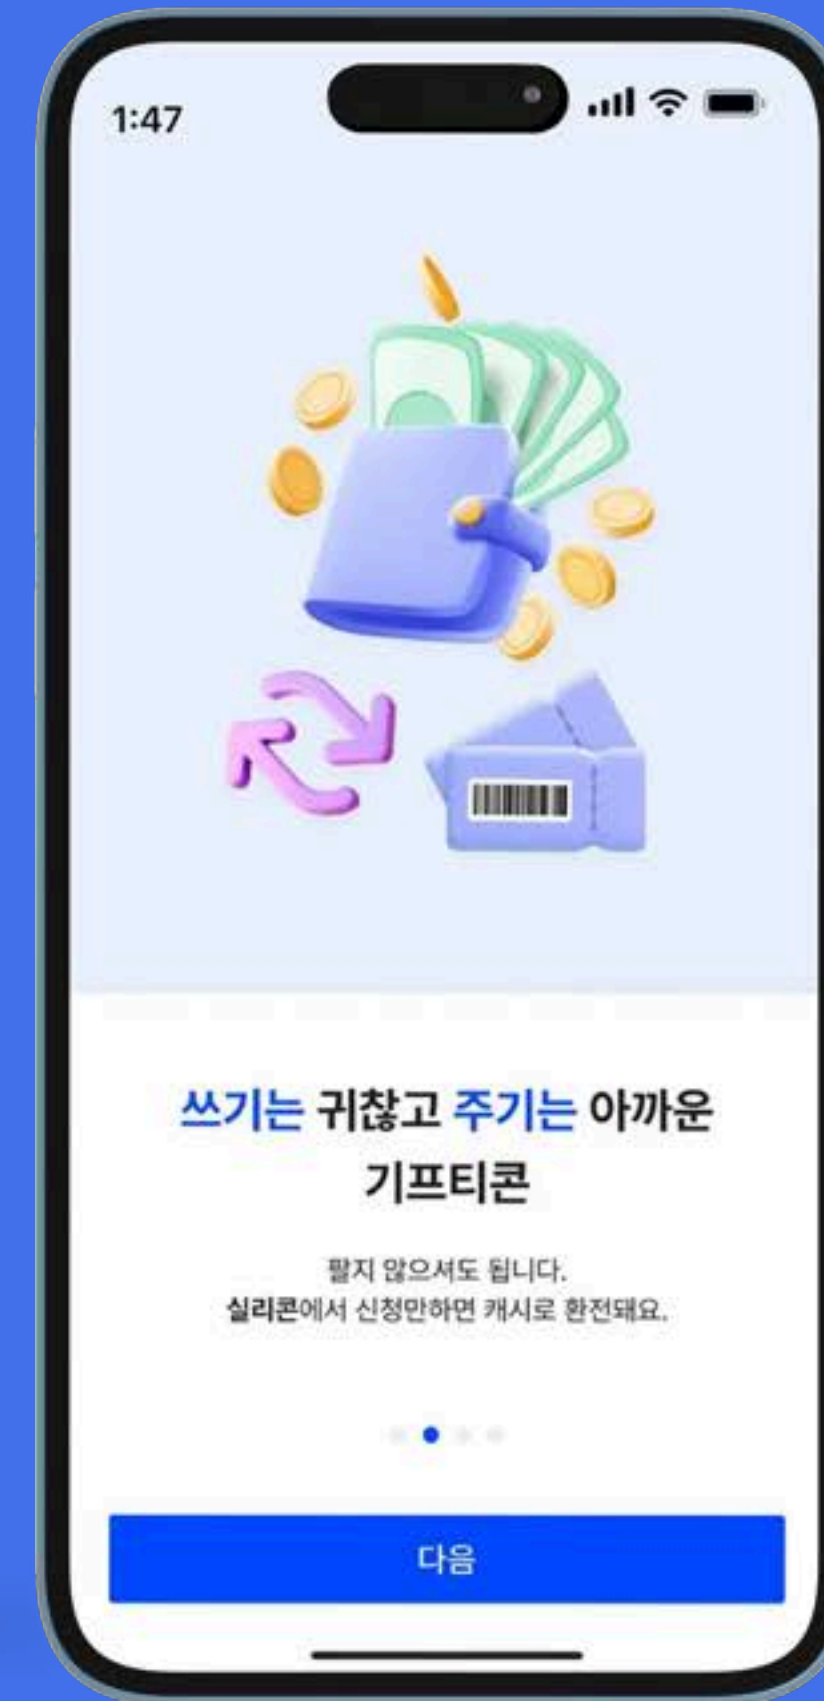 1:47
쓰기는 귀찮고 주기는 아까운
기프티콘
팔지 않으셔도 됩니다.
실리콘에서 신청만하면 캐시로 환전돼요.
다음